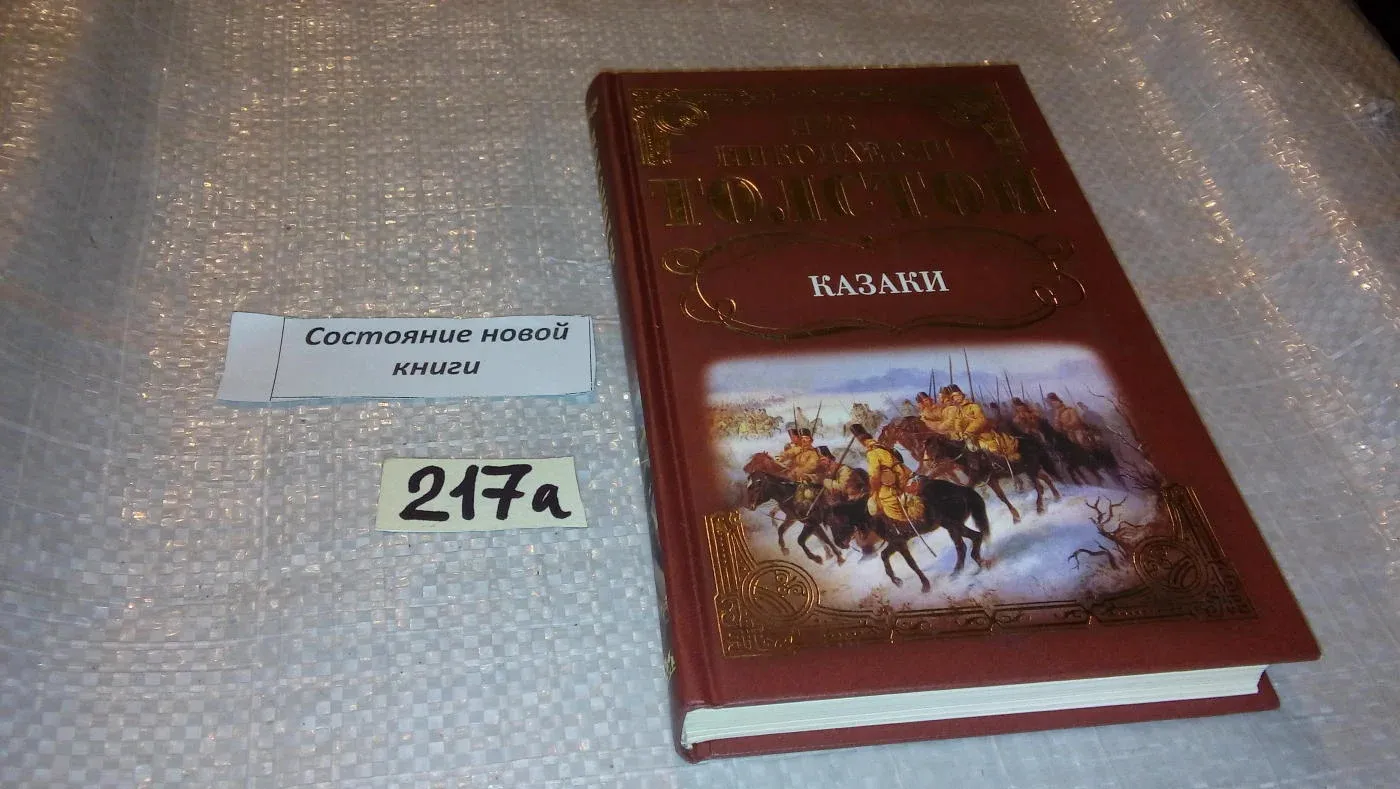 Состояние новой
книги
217а
ЛЕВ
НИКОЛАЕВИЧ
ТОЛСТОЙ
КАЗАКИ